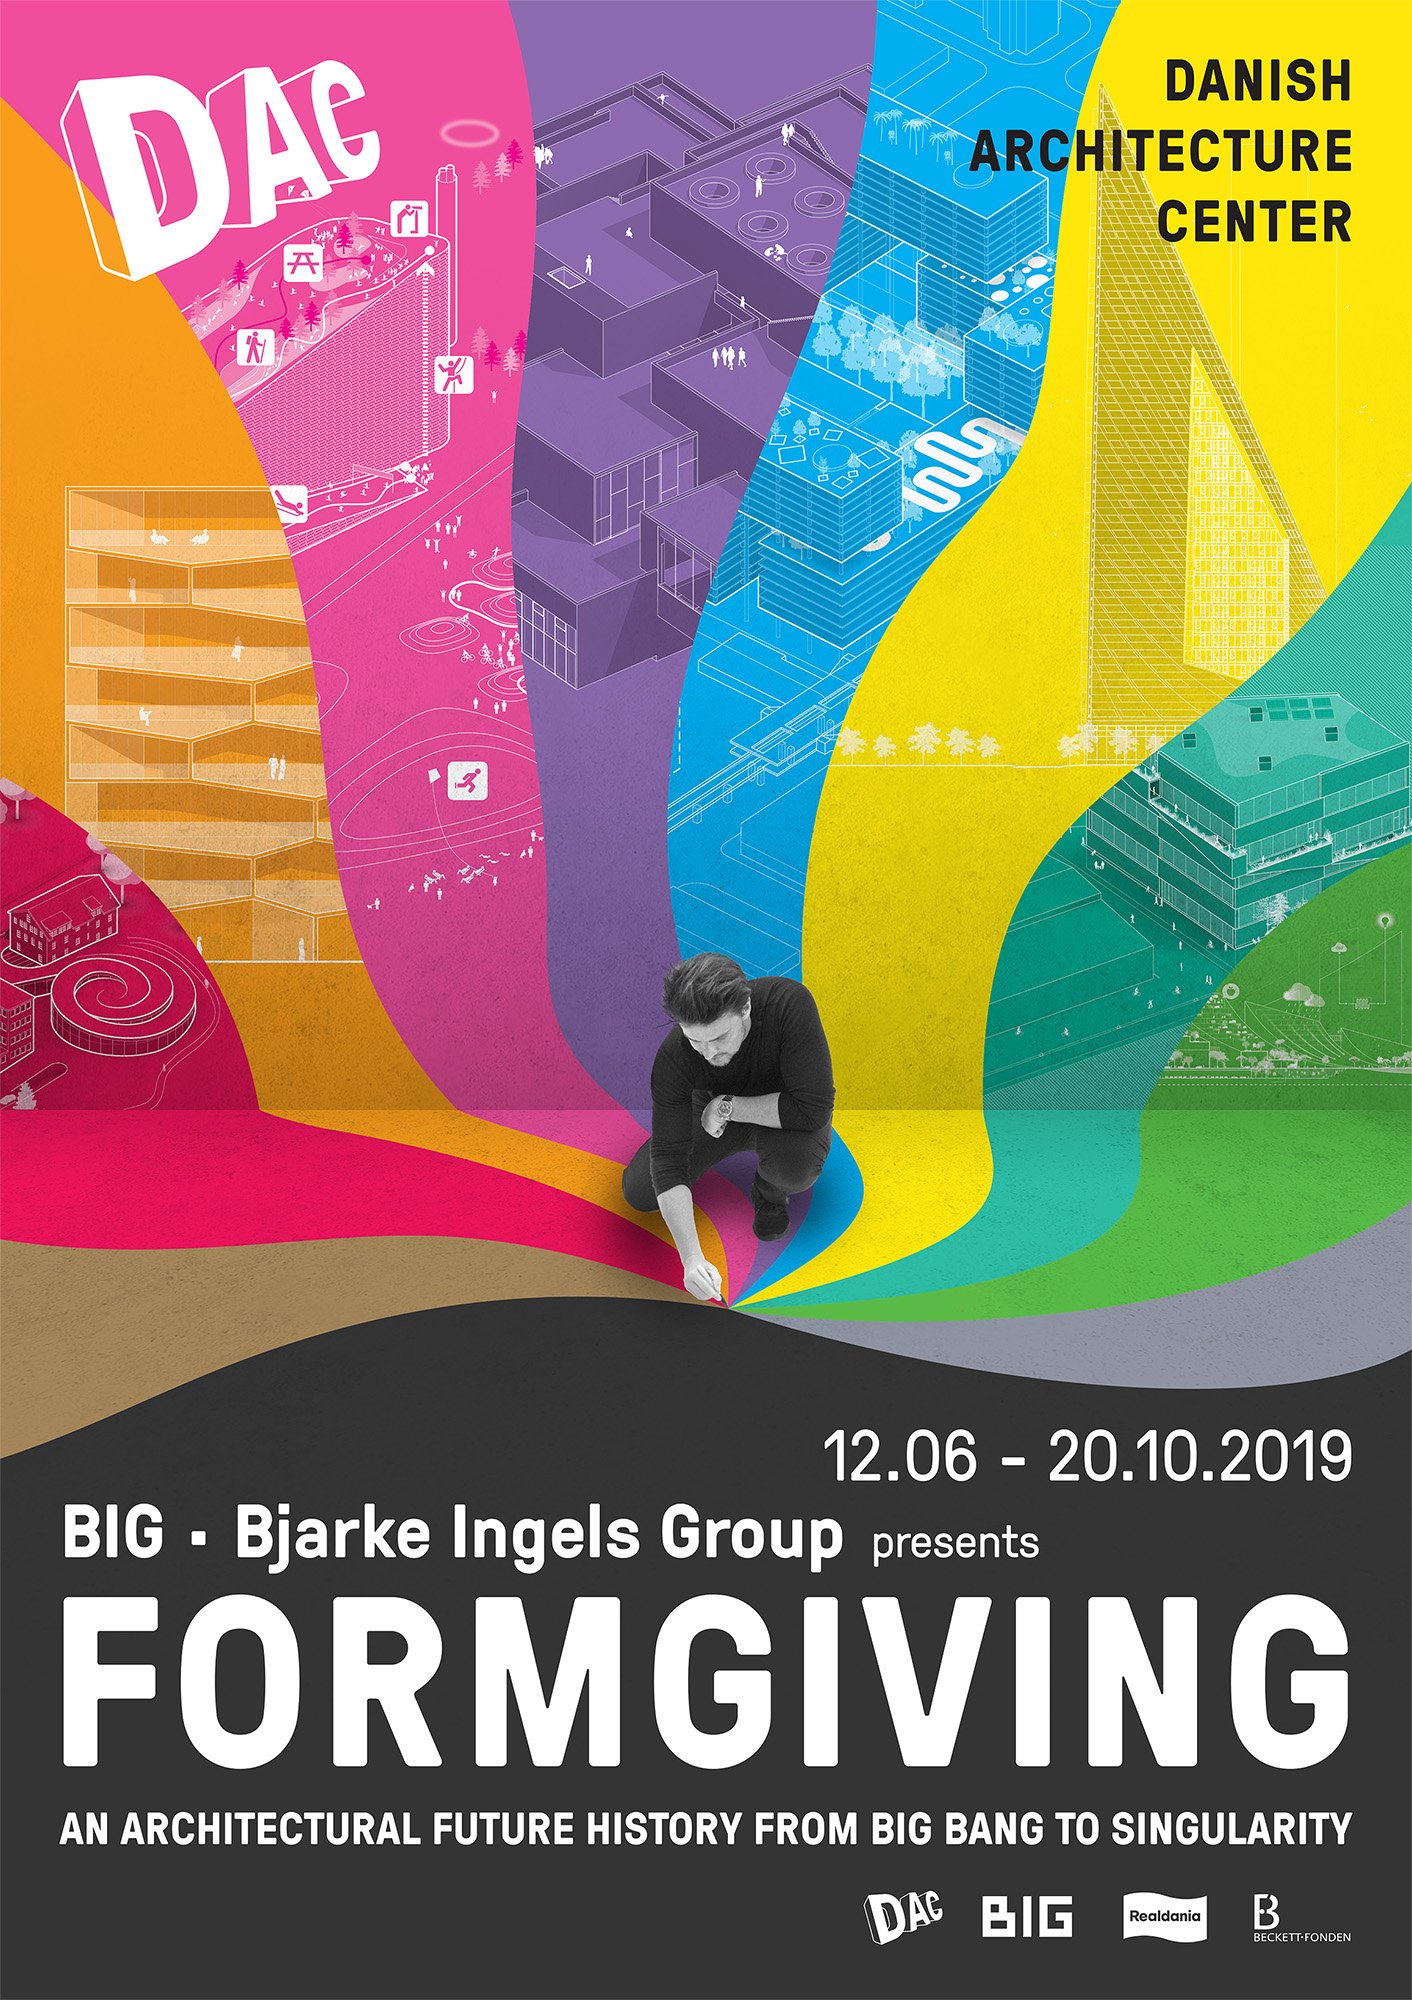 DAC
DANISH
ARCHITECTURE
CENTER
12.06 - 20.10.2019
BIG · Bjarke Ingels Group presents
FORMGIVING
AN ARCHITECTURAL FUTURE HISTORY FROM BIG BANG TO SINGULARITY
DAC
BIG
Realdania
B
BECKETT-FONDEN